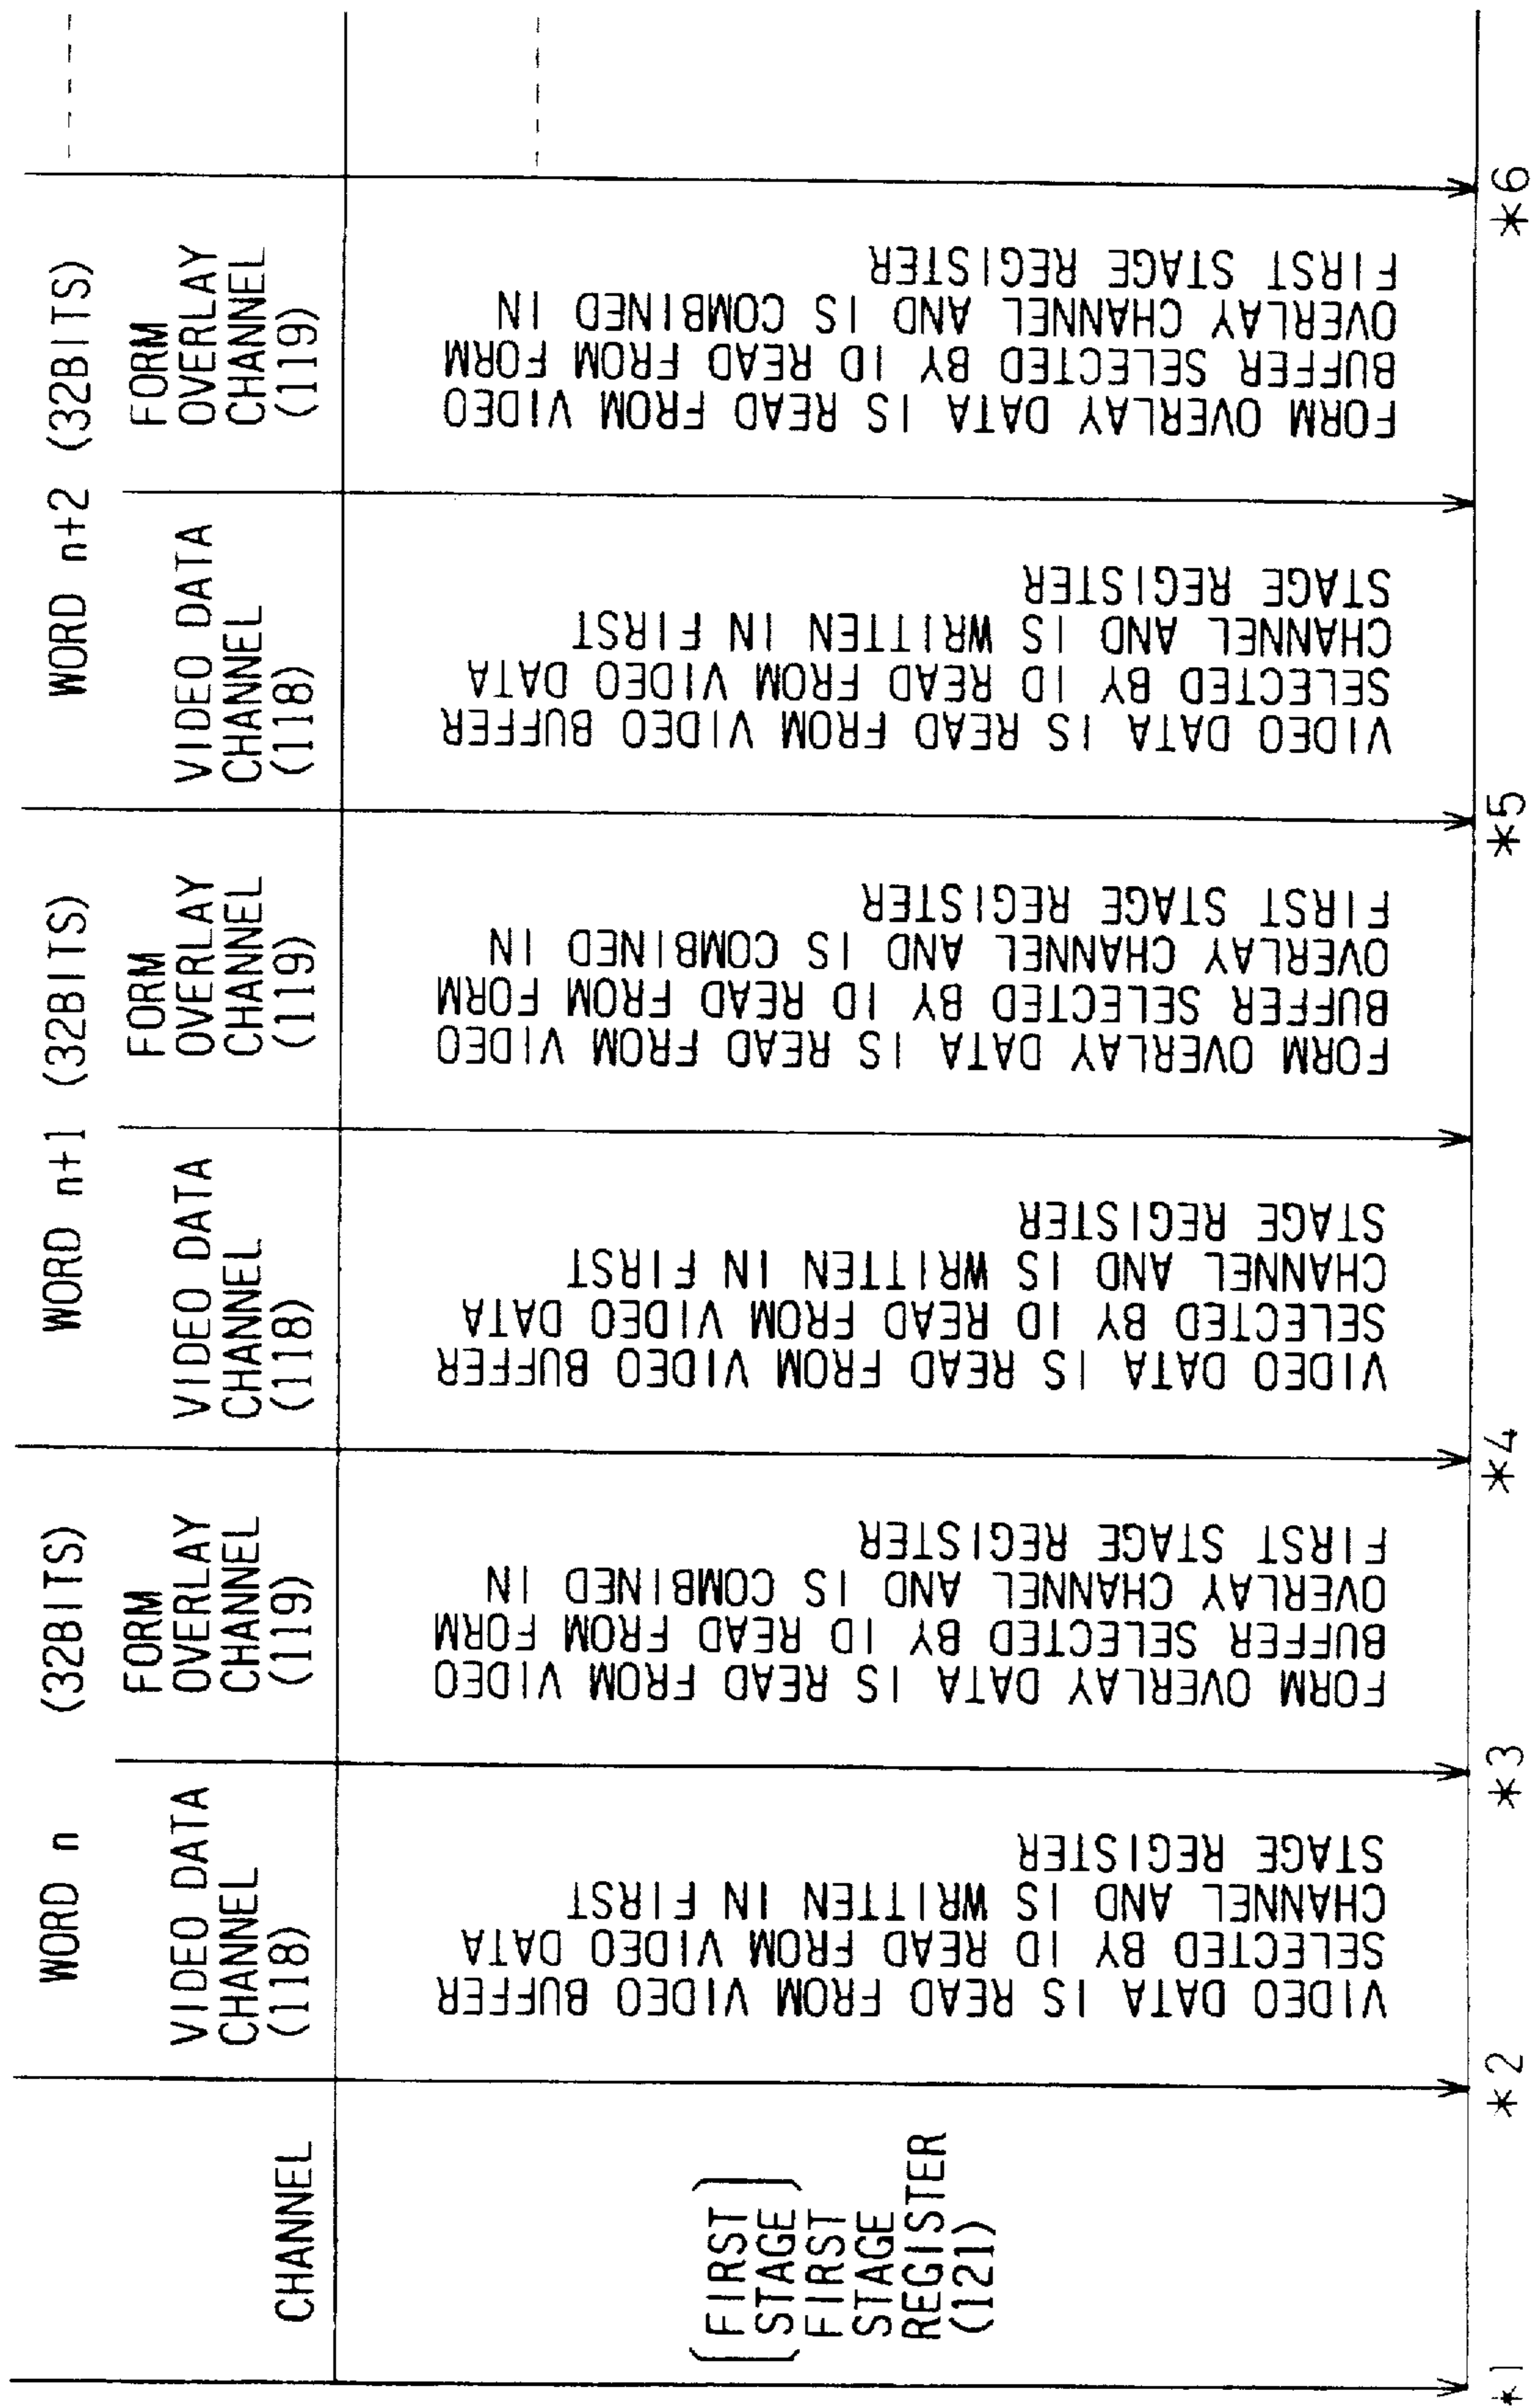 WORD n (32BITS)
WORD n+1 (32BITS)
WORD n+2 (32BITS)
CHANNEL
VIDEO DATA
CHANNEL
(118)
FORM
OVERLAY
CHANNEL
(119)
VIDEO DATA
CHANNEL
(118)
FORM
OVERLAY
CHANNEL
(119)
VIDEO DATA
CHANNEL
(118)
FORM
OVERLAY
CHANNEL
(119)
(FIRST
STAGE)
FIRST
STAGE
REGISTER
(121)
VIDEO DATA IS READ FROM VIDEO BUFFER
SELECTED BY ID READ FROM VIDEO DATA
CHANNEL AND IS WRITTEN IN FIRST
STAGE REGISTER
FORM OVERLAY DATA IS READ FROM VIDEO
BUFFER SELECTED BY ID READ FROM FORM
OVERLAY CHANNEL AND IS COMBINED IN
FIRST STAGE REGISTER
VIDEO DATA IS READ FROM VIDEO BUFFER
SELECTED BY ID READ FROM VIDEO DATA
CHANNEL AND IS WRITTEN IN FIRST
STAGE REGISTER
FORM OVERLAY DATA IS READ FROM VIDEO
BUFFER SELECTED BY ID READ FROM FORM
OVERLAY CHANNEL AND IS COMBINED IN
FIRST STAGE REGISTER
VIDEO DATA IS READ FROM VIDEO BUFFER
SELECTED BY ID READ FROM VIDEO DATA
CHANNEL AND IS WRITTEN IN FIRST
STAGE REGISTER
FORM OVERLAY DATA IS READ FROM VIDEO
BUFFER SELECTED BY ID READ FROM FORM
OVERLAY CHANNEL AND IS COMBINED IN
FIRST STAGE REGISTER
*1
*2
*3
*4
*5
*6